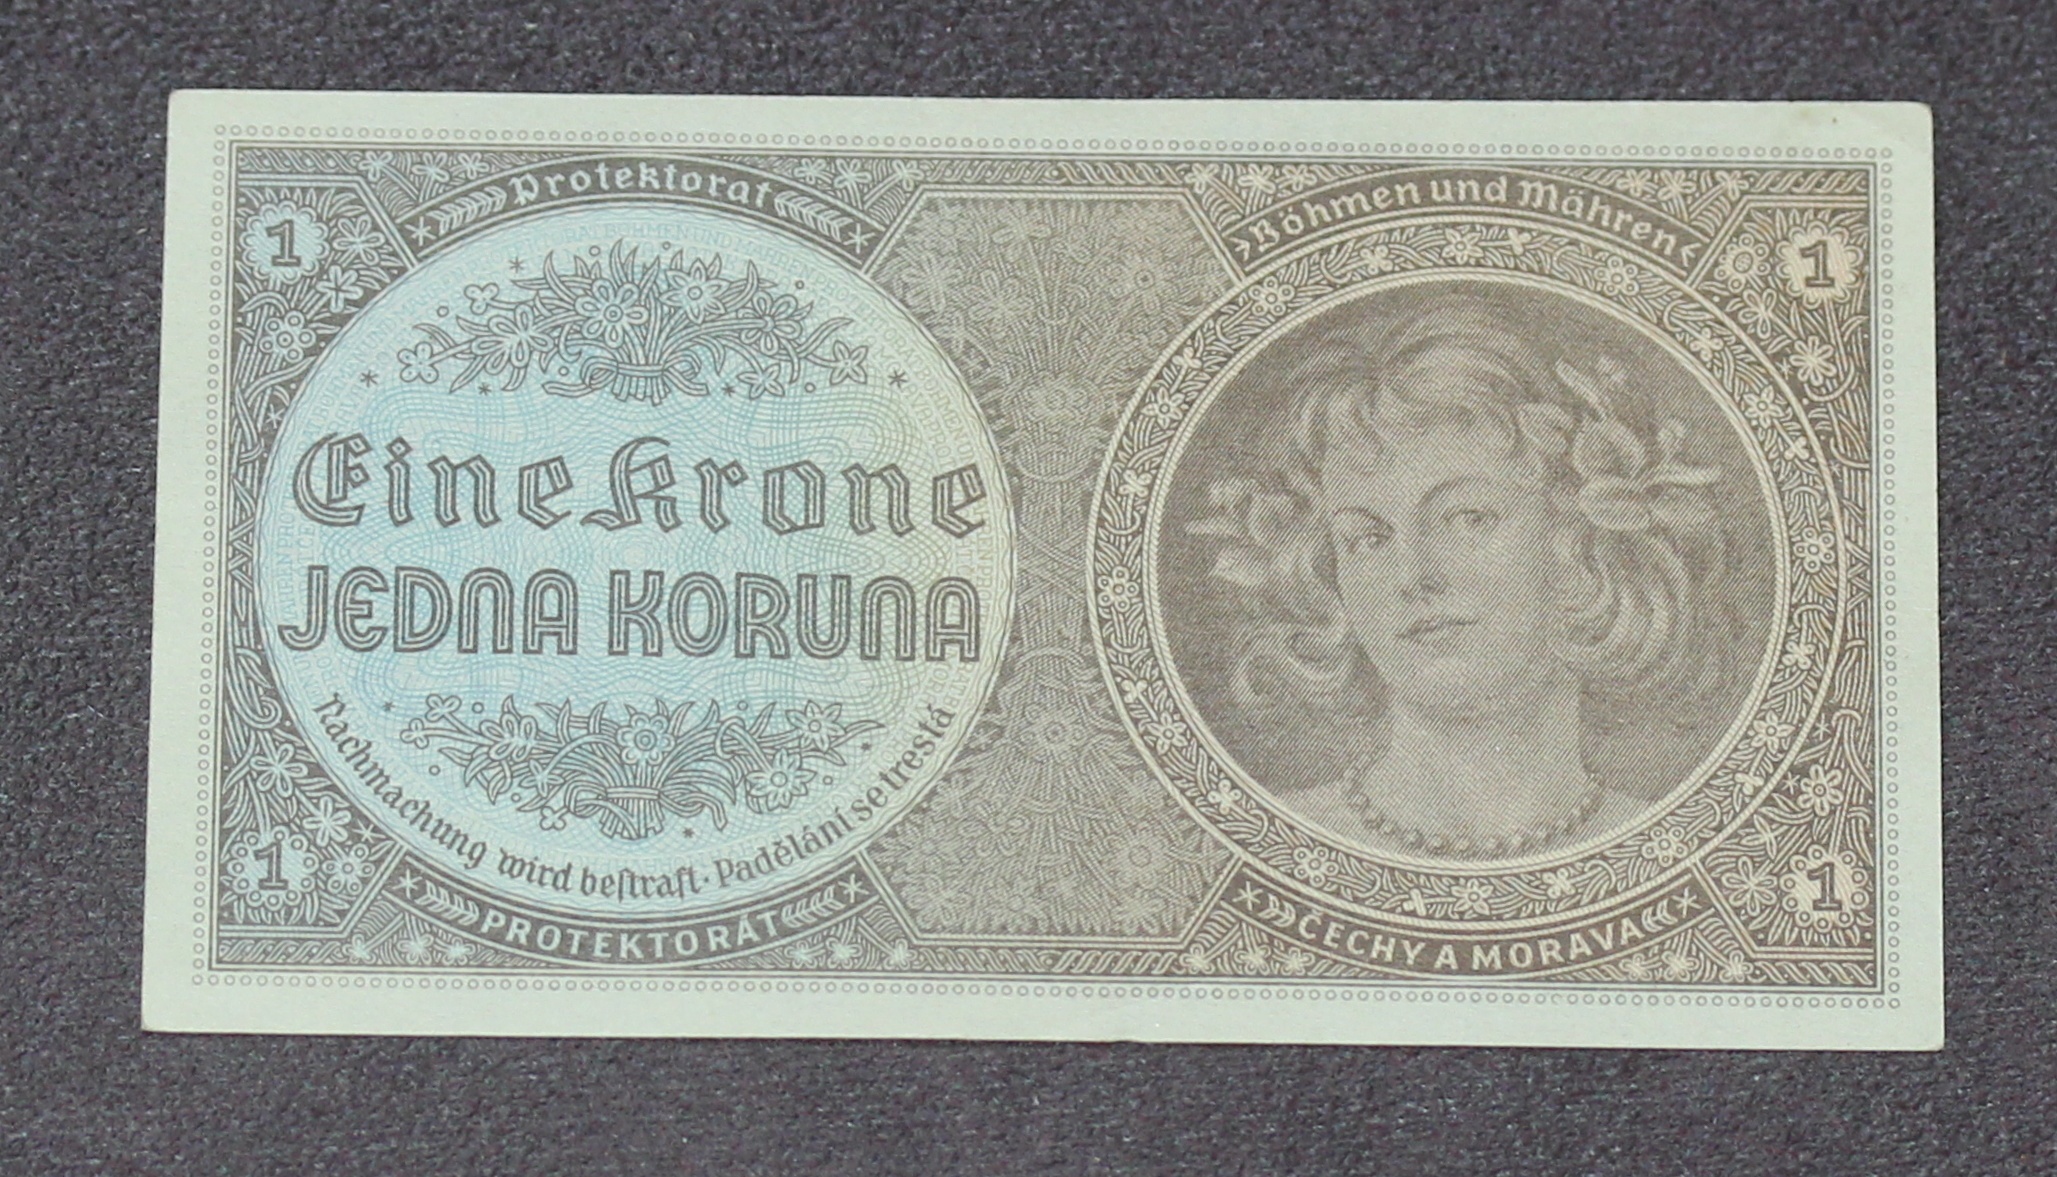 Protektorat
Böhmen und Mähren
1
1
Eine Krone
JEDNA KORUNA
Nachmachung wird bestraft · Padělání se trestá
1
1
PROTEKTORÁT
ČECHY A MORAVA